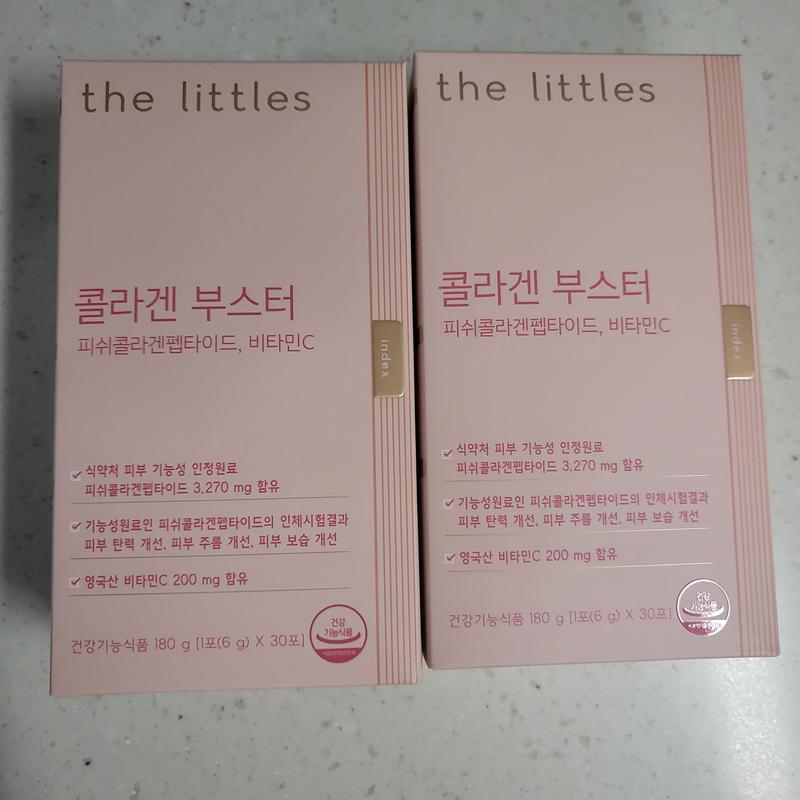 the littles
콜라겐 부스터
피쉬콜라겐펩타이드, 비타민C
index
식약처 피부 기능성 인정원료
피쉬콜라겐펩타이드 3,270 mg 함유
기능성원료인 피쉬콜라겐펩타이드의 인체시험결과
피부 탄력 개선, 피부 주름 개선, 피부 보습 개선
영국산 비타민C 200 mg 함유
건강기능식품 180 g [1포(6 g) X 30포]
건강
기능식품
the littles
콜라겐 부스터
피쉬콜라겐펩타이드, 비타민C
index
식약처 피부 기능성 인정원료
피쉬콜라겐펩타이드 3,270 mg 함유
기능성원료인 피쉬콜라겐펩타이드의 인체시험결과
피부 탄력 개선, 피부 주름 개선, 피부 보습 개선
영국산 비타민C 200 mg 함유
건강기능식품 180 g [1포(6 g) X 30포]
건강
기능식품